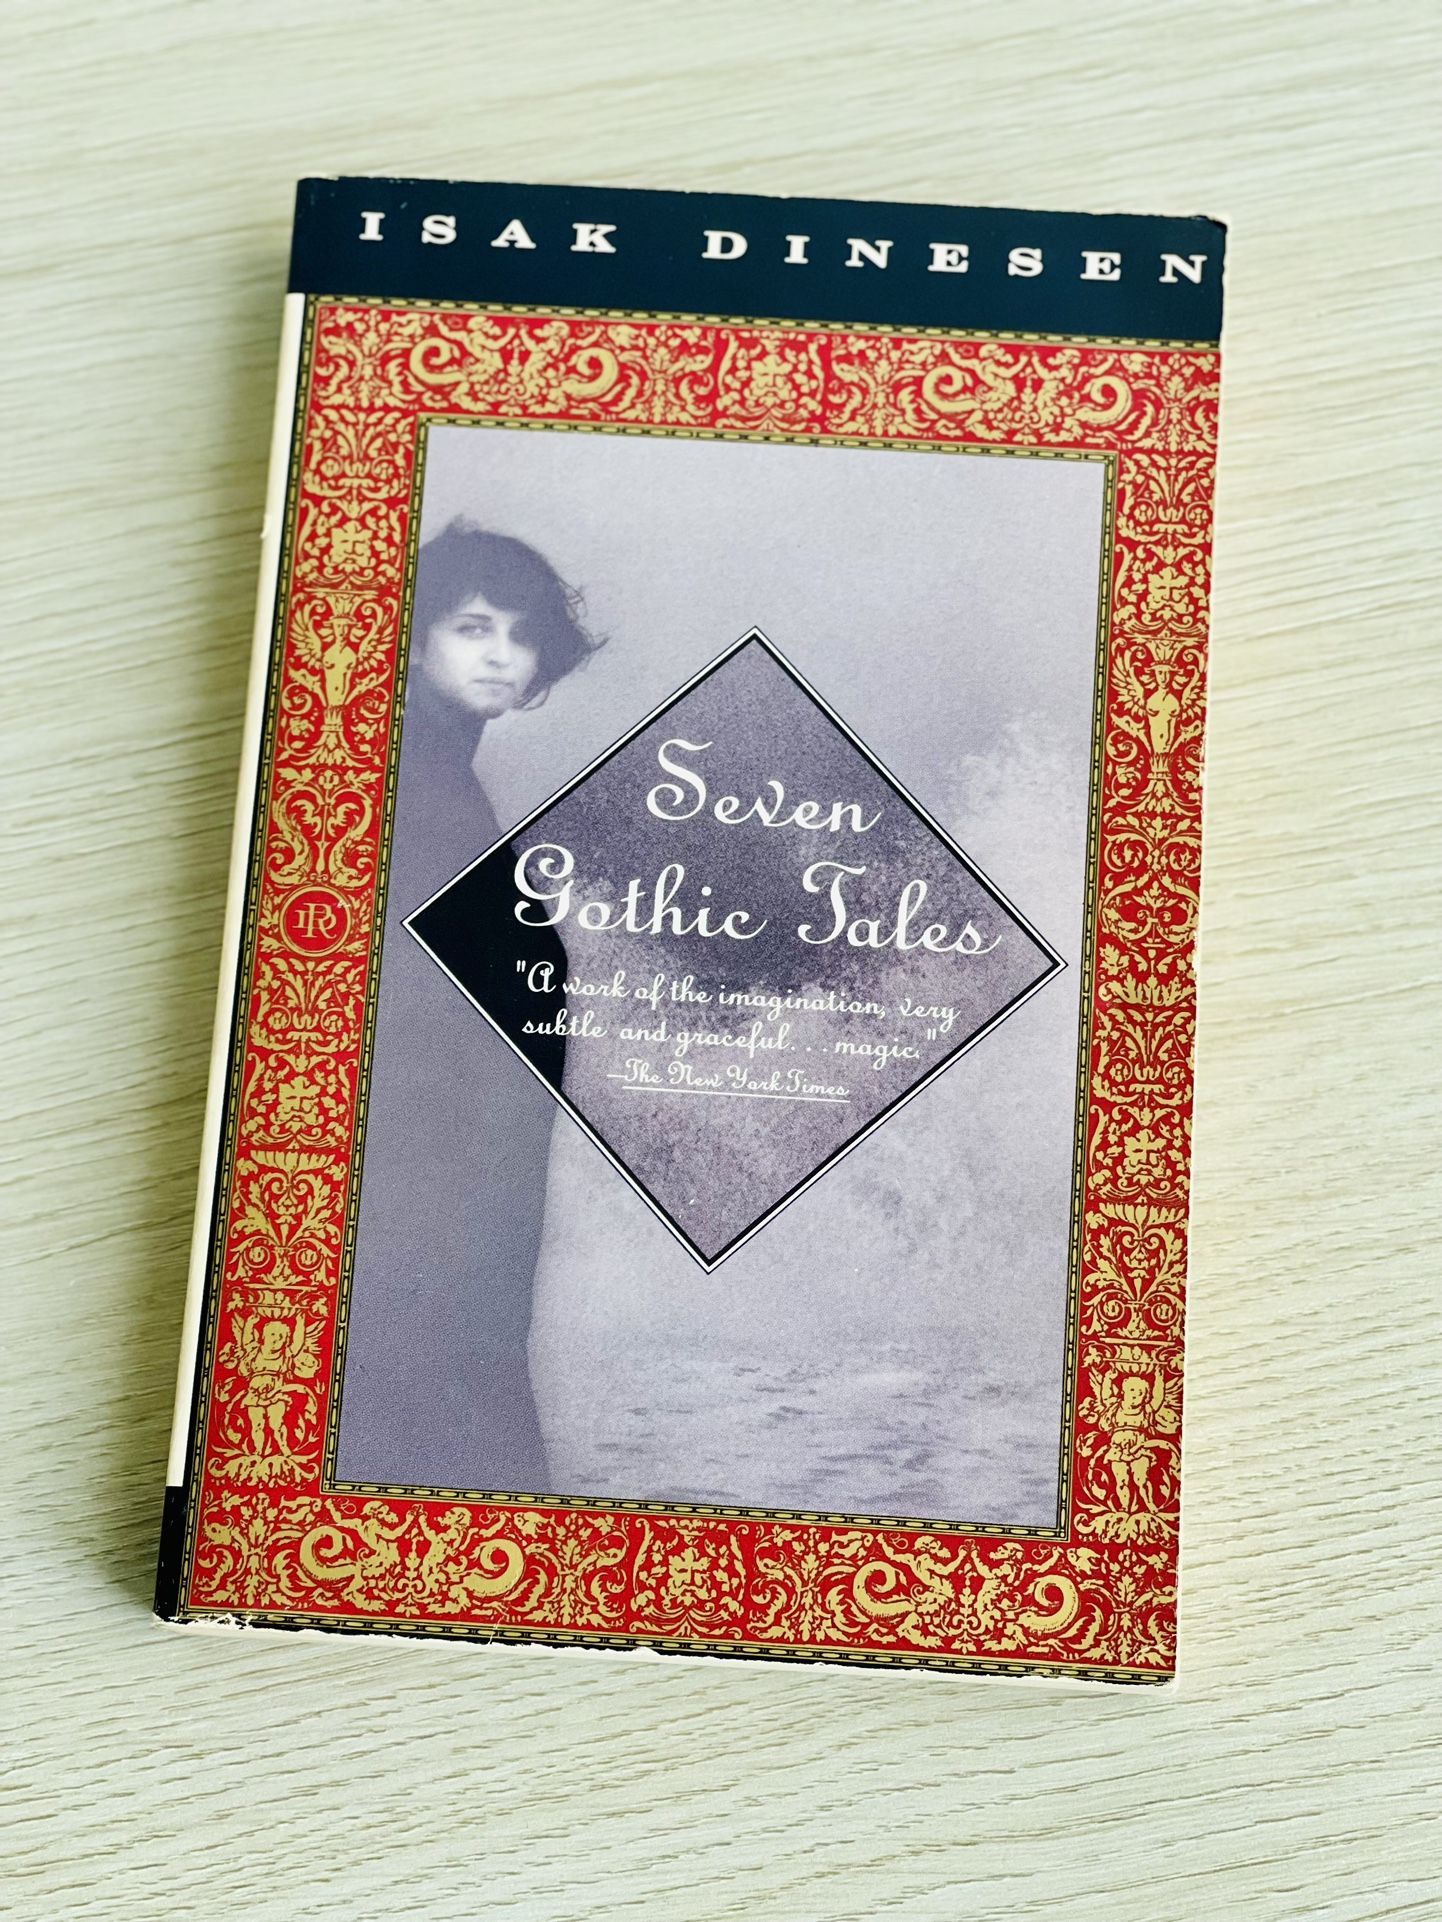 ISAK DINESEN
Seven
Gothic Tales
"A work of the imagination, very
subtle and graceful. . . magic."
—The New York Times